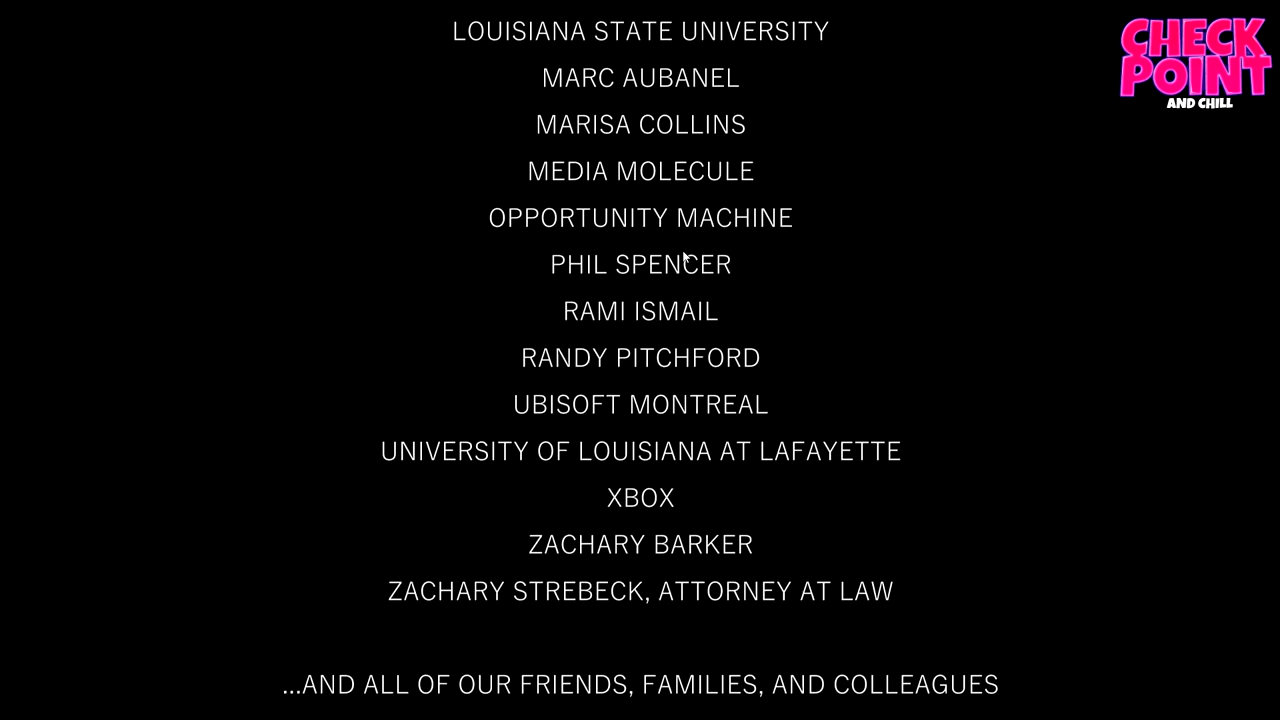 LOUISIANA STATE UNIVERSITY
MARC AUBANEL
MARISA COLLINS
MEDIA MOLECULE
OPPORTUNITY MACHINE
PHIL SPENCER
RAMI ISMAIL
RANDY PITCHFORD
UBISOFT MONTREAL
UNIVERSITY OF LOUISIANA AT LAFAYETTE
XBOX
ZACHARY BARKER
ZACHARY STREBECK, ATTORNEY AT LAW
...AND ALL OF OUR FRIENDS, FAMILIES, AND COLLEAGUES
CHECK
POINT
AND CHILL